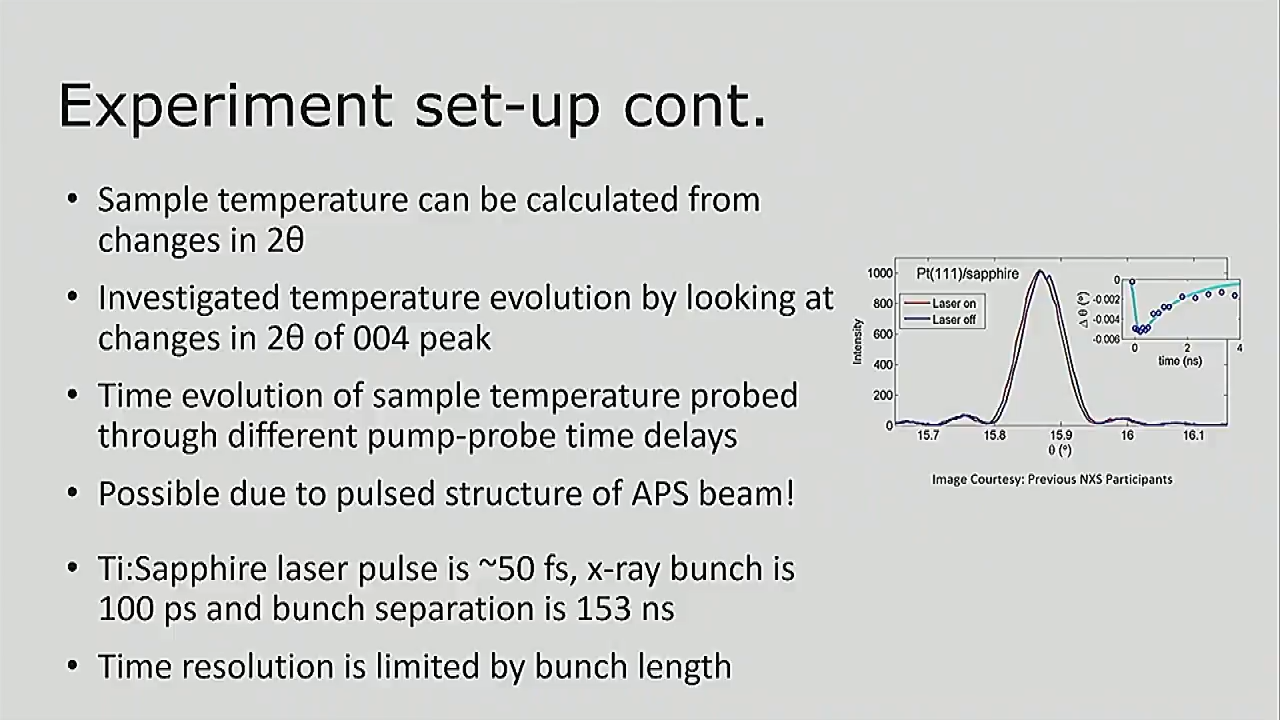 Experiment set-up cont.
• Sample temperature can be calculated from
changes in 2θ
• Investigated temperature evolution by looking at
changes in 2θ of 004 peak
• Time evolution of sample temperature probed
through different pump-probe time delays
• Possible due to pulsed structure of APS beam!
• Ti:Sapphire laser pulse is ~50 fs, x-ray bunch is
100 ps and bunch separation is 153 ns
• Time resolution is limited by bunch length
Pt(111)/sapphire
Laser on
Laser off
Intensity
1000
800
600
400
200
0
15.7 15.8 15.9 16 16.1
θ (°)
Δ θ (°)
0
-0.002
-0.004
-0.006
0 2 4
time (ns)
Image Courtesy: Previous NXS Participants